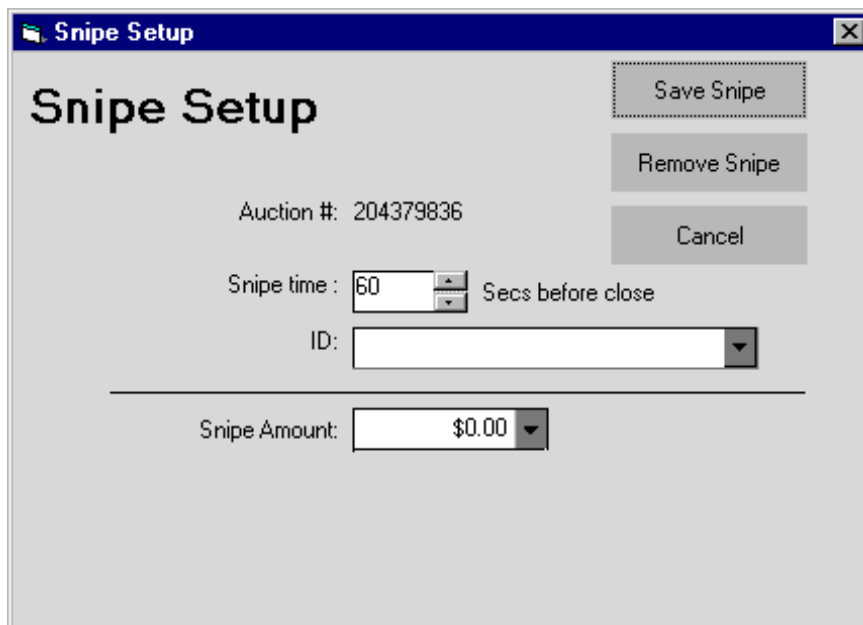 Snipe Setup
Snipe Setup
Save Snipe
Remove Snipe
Auction #: 204379836
Cancel
Snipe time : 60 Secs before close
ID:
Snipe Amount: $0.00